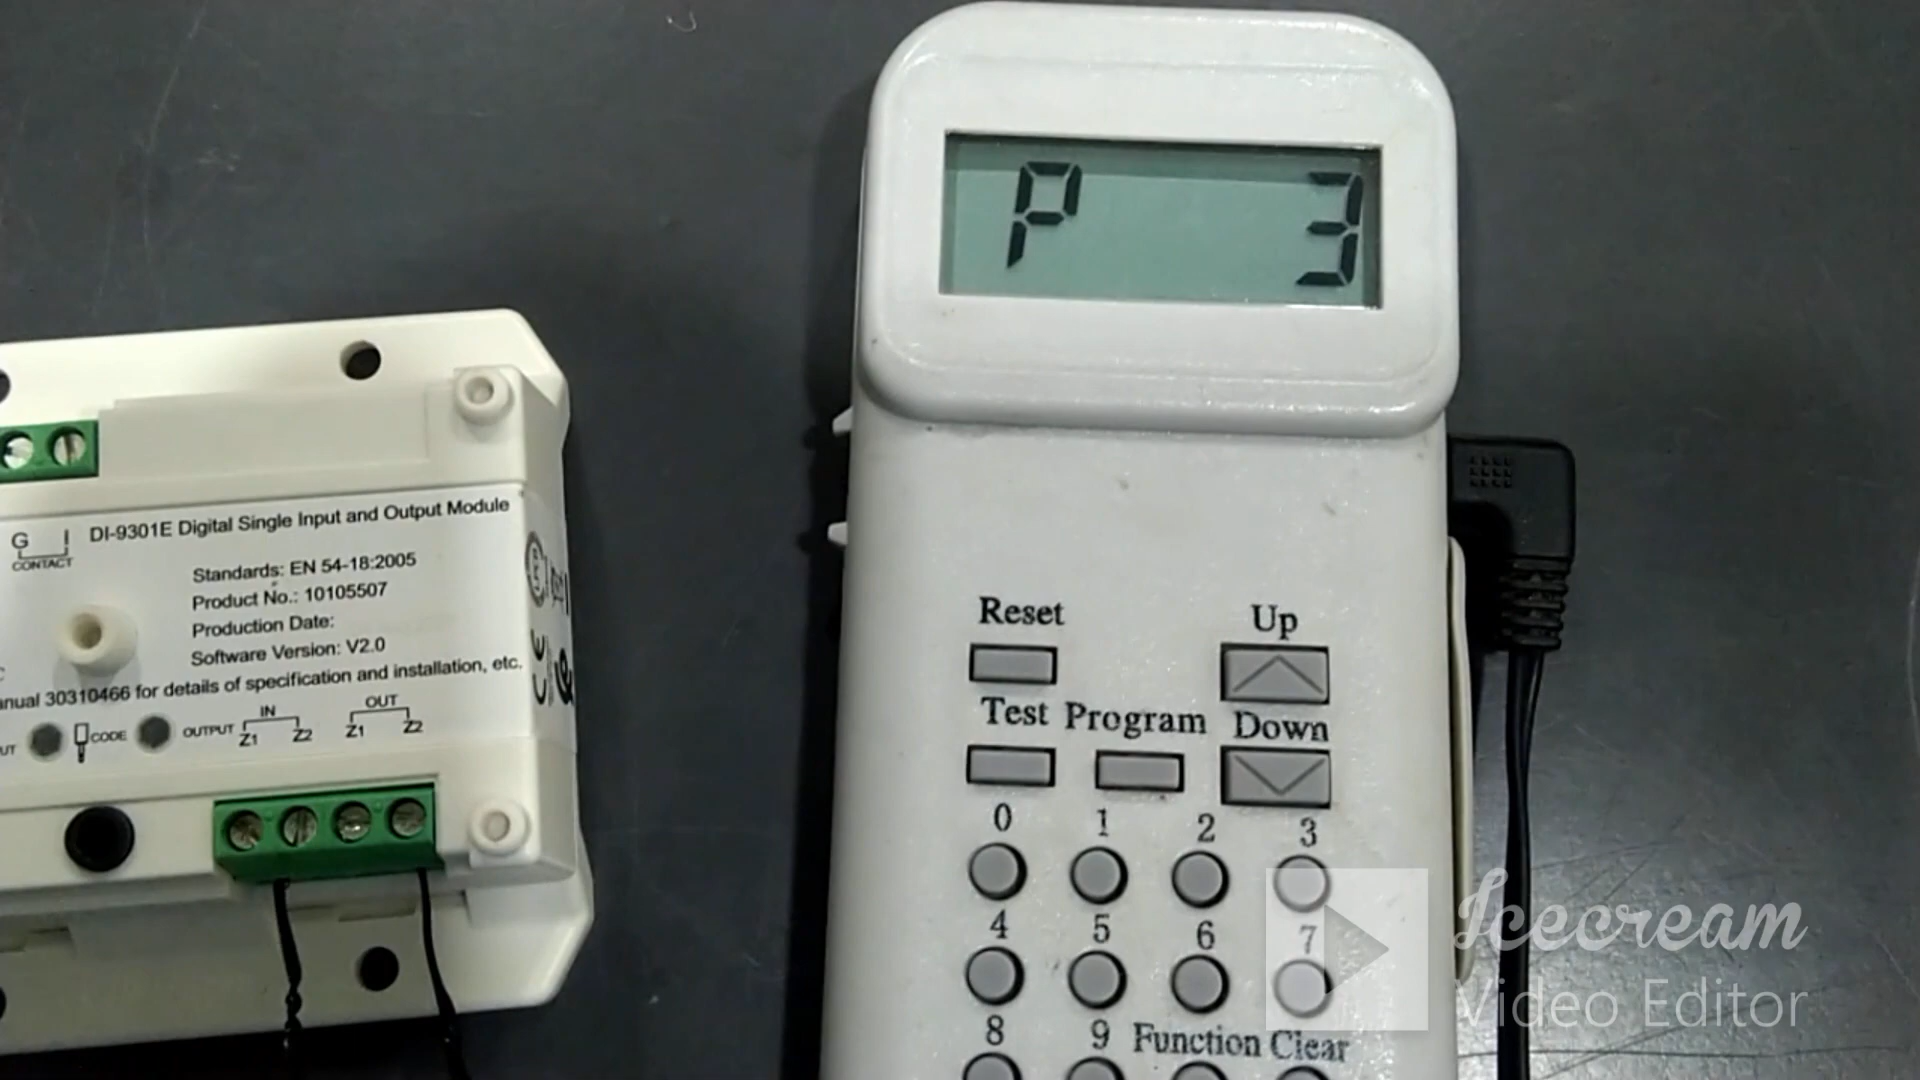 P 3
G I
CONTACT
DI-9301E Digital Single Input and Output Module
Standards: EN 54-18:2005
Product No.: 10105507
Production Date:
Software Version: V2.0
30310466 for details of specification and installation, etc.
CODE OUTPUT
IN OUT
Z1 Z2 Z1 Z2
Reset Up
Test Program Down
0 1 2 3
4 5 6 7
8 9 Function Clear
Icecream
Video Editor